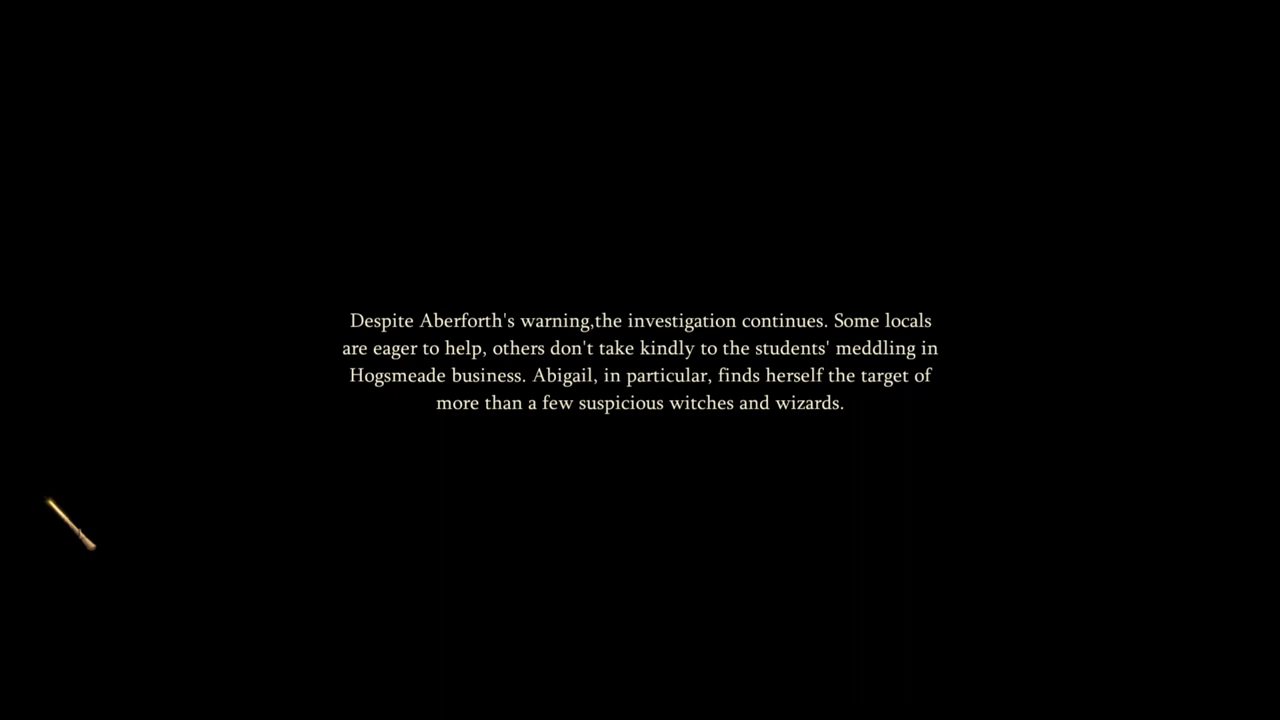 Despite Aberforth's warning,the investigation continues. Some locals
are eager to help, others don't take kindly to the students' meddling in
Hogsmeade business. Abigail, in particular, finds herself the target of
more than a few suspicious witches and wizards.